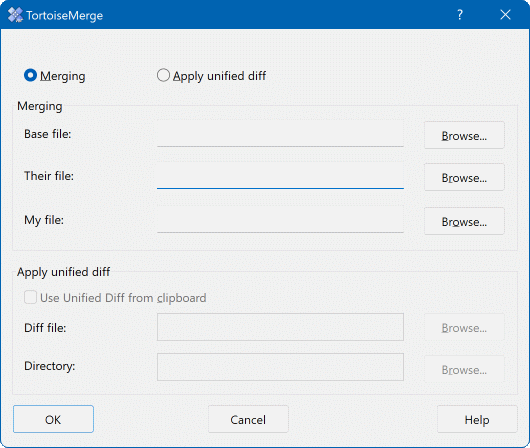 TortoiseMerge ?
Merging Apply unified diff
Merging
Base file: Browse...
Their file: Browse...
My file: Browse...
Apply unified diff
Use Unified Diff from clipboard
Diff file: Browse...
Directory: Browse...
OK Cancel Help